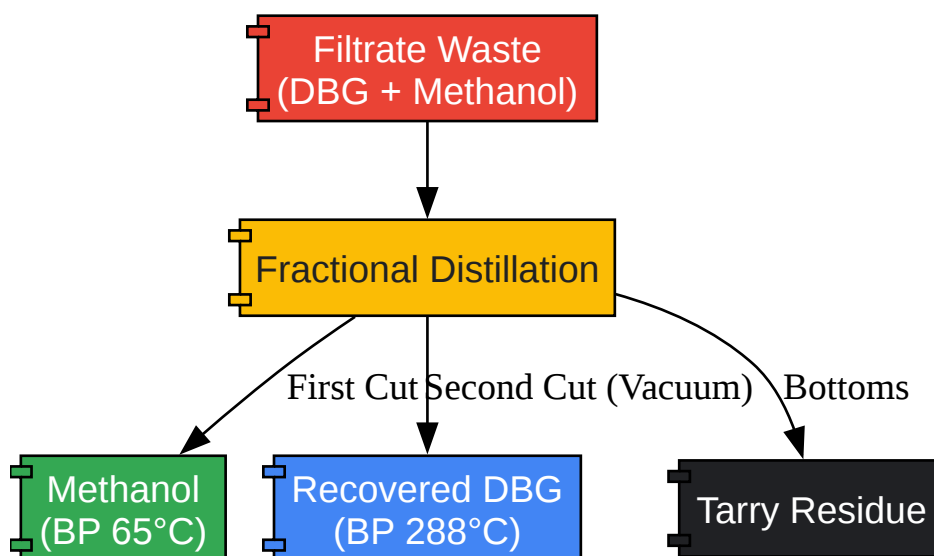 Filtrate Waste
(DBG + Methanol)
Fractional Distillation
First Cut
Second Cut (Vacuum)
Bottoms
Methanol
(BP 65°C)
Recovered DBG
(BP 288°C)
Tarry Residue